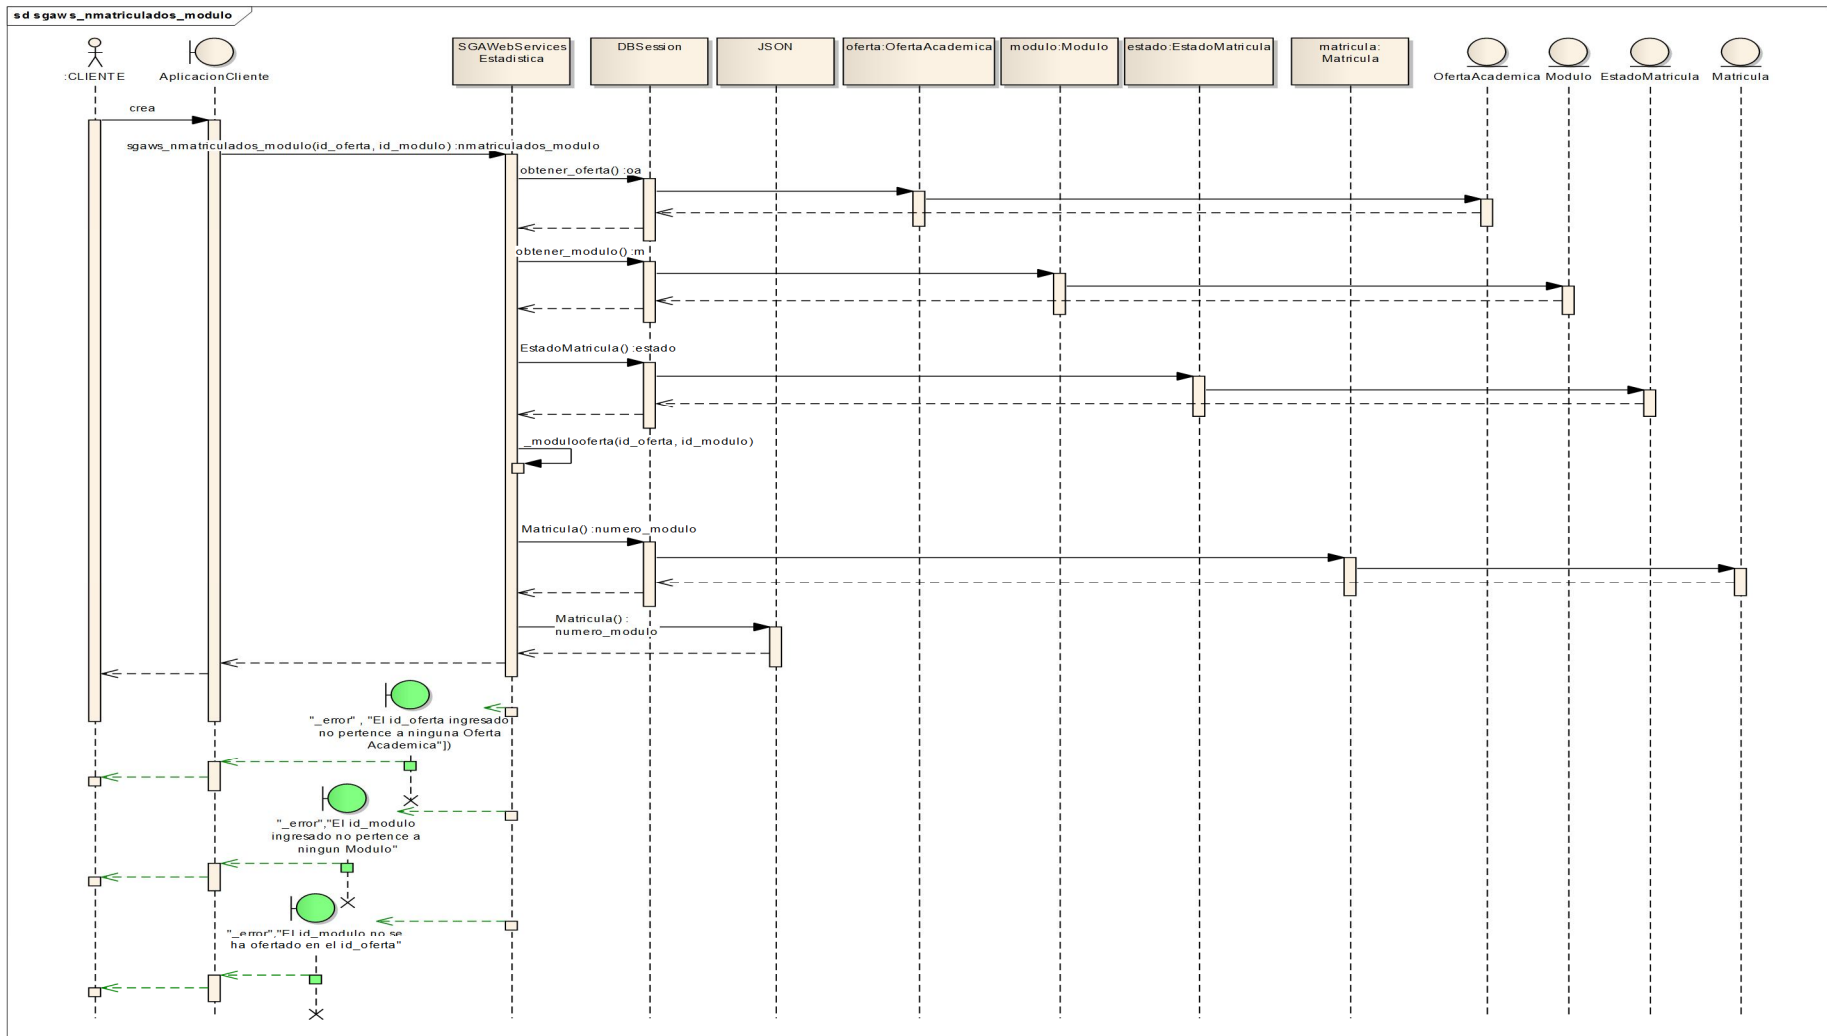 sd sgaws_nmatriculados_modulo
:CLIENTE
AplicacionCliente
SGAWebServices
Estadistica
DBSession
JSON
oferta:OfertaAcademica
modulo:Modulo
estado:EstadoMatricula
matricula:
Matricula
OfertaAcademica
Modulo
EstadoMatricula
Matricula
crea
sgaws_nmatriculados_modulo(id_oferta, id_modulo) :nmatriculados_modulo
obtener_oferta() :oa
obtener_modulo() :m
EstadoMatricula() :estado
_modulooferta(id_oferta, id_modulo)
Matricula() :numero_modulo
Matricula() :
numero_modulo
"_error" , "El id_oferta ingresado
no pertence a ninguna Oferta
Academica"])
"_error","El id_modulo
ingresado no pertence a
ningun Modulo"
"_error","El id_modulo no se
ha ofertado en el id_oferta"